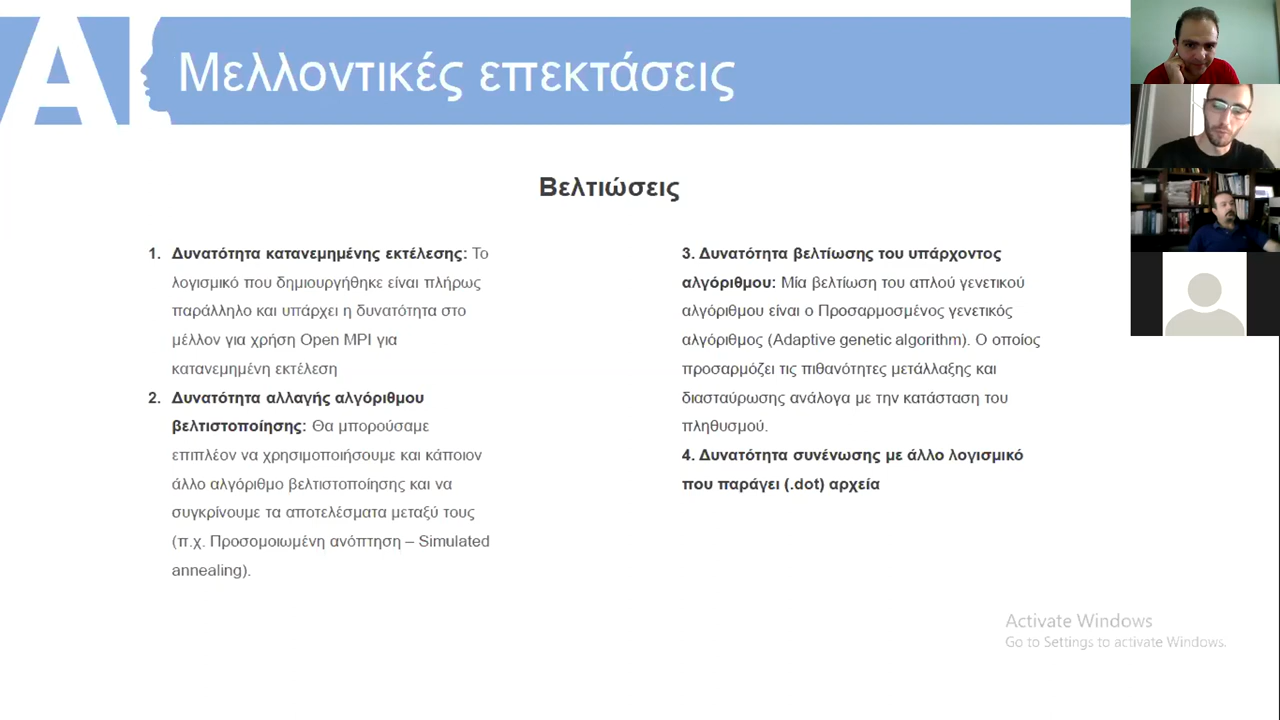 AI
Μελλοντικές επεκτάσεις
Βελτιώσεις
1. Δυνατότητα κατανεμημένης εκτέλεσης: Το
λογισμικό που δημιουργήθηκε είναι πλήρως
παράλληλο και υπάρχει η δυνατότητα στο
μέλλον για χρήση Open MPI για
κατανεμημένη εκτέλεση
2. Δυνατότητα αλλαγής αλγόριθμου
βελτιστοποίησης: Θα μπορούσαμε
επιπλέον να χρησιμοποιήσουμε και κάποιον
άλλο αλγόριθμο βελτιστοποίησης και να
συγκρίνουμε τα αποτελέσματα μεταξύ τους
(π.χ. Προσομοιωμένη ανόπτηση – Simulated
annealing).
3. Δυνατότητα βελτίωσης του υπάρχοντος
αλγόριθμου: Μία βελτίωση του απλού γενετικού
αλγόριθμου είναι ο Προσαρμοσμένος γενετικός
αλγόριθμος (Adaptive genetic algorithm). Ο οποίος
προσαρμόζει τις πιθανότητες μετάλλαξης και
διασταύρωσης ανάλογα με την κατάσταση του
πληθυσμού.
4. Δυνατότητα συνένωσης με άλλο λογισμικό
που παράγει (.dot) αρχεία
Activate Windows
Go to Settings to activate Windows.